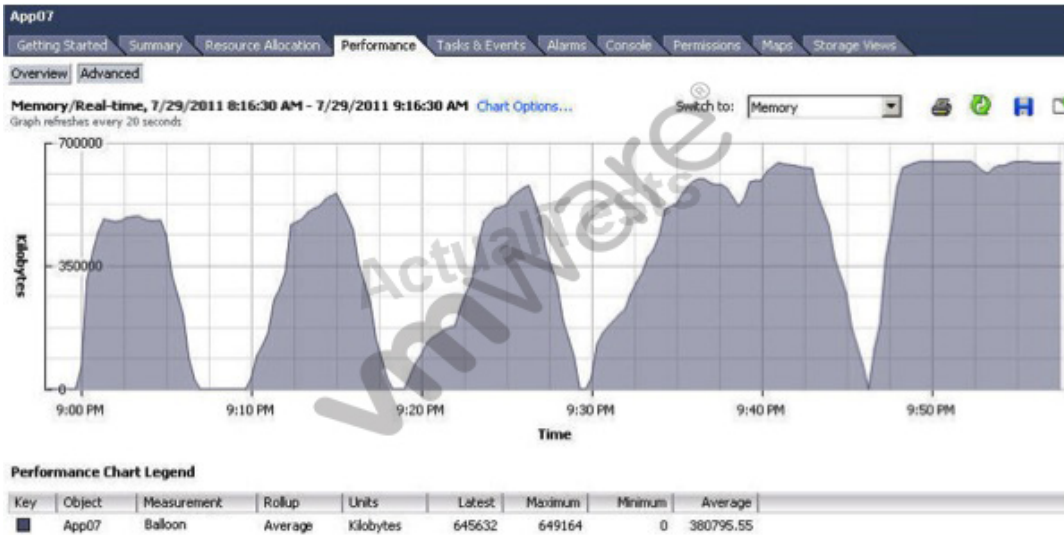 App07
Getting Started Summary Resource Allocation Performance Tasks & Events Alarms Console Permissions Maps Storage Views
Overview Advanced
Memory/Real-time, 7/29/2011 8:16:30 AM - 7/29/2011 9:16:30 AM Chart Options... Switch to: Memory
Graph refreshes every 20 seconds
700000
350000
0
Kilobytes
ActualTests
vmware®
9:00 PM 9:10 PM 9:20 PM 9:30 PM 9:40 PM 9:50 PM
Time
Performance Chart Legend
Key Object Measurement Rollup Units Latest Maximum Minimum Average
App07 Balloon Average Kilobytes 645632 649164 0 380795.55